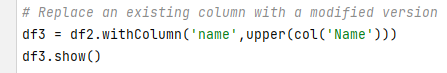 # Replace an existing column with a modified version
df3 = df2.withColumn('name',upper(col('Name')))
df3.show()